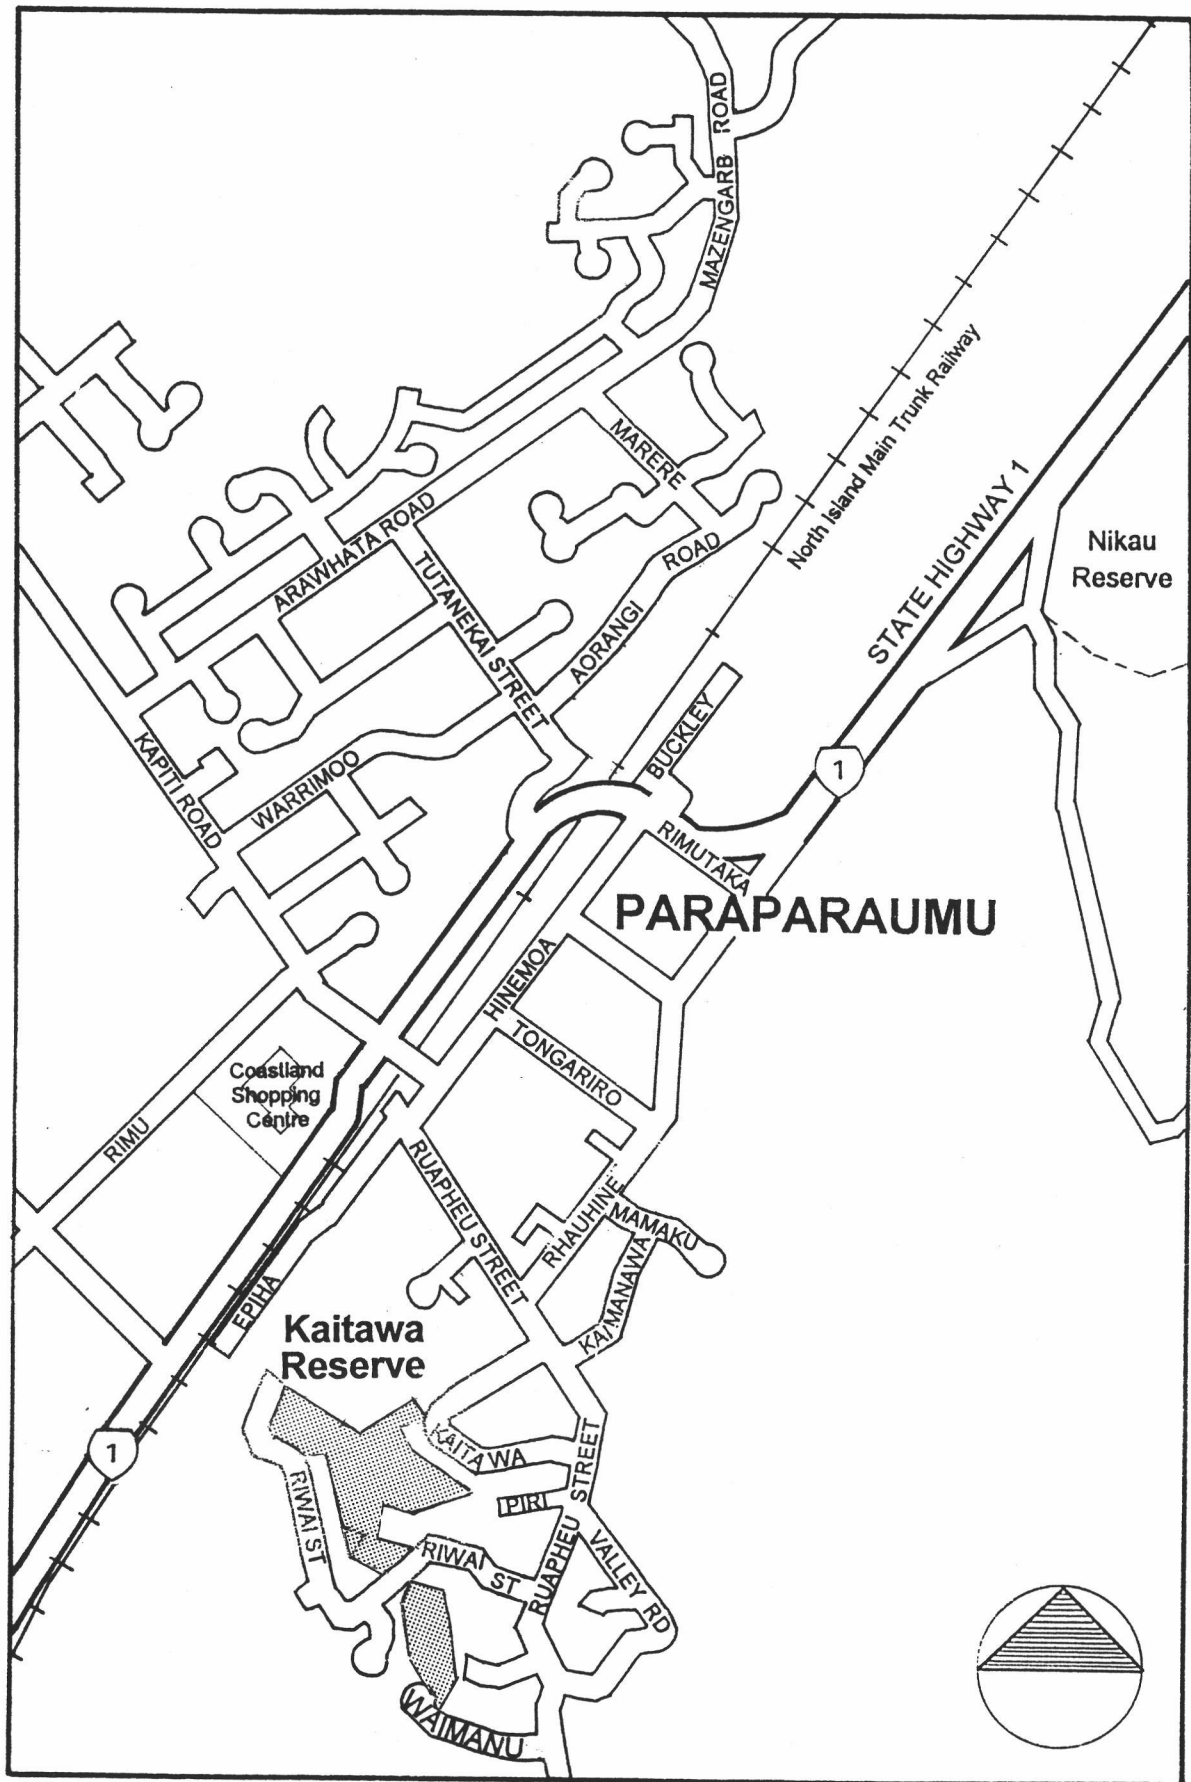 MAZENGARB ROAD
North Island Main Trunk Railway
MARERE
STATE HIGHWAY 1
Nikau
Reserve
ARAWHATA ROAD
TUTANEKAI STREET
AORANGI ROAD
BUCKLEY
KAPITI ROAD
WARRIMOO
1
RIMUTAKA
PARAPARAUMU
HINEMOA
TONGARIRO
Coastland
Shopping
Centre
RIMU
RUAPHEU STREET
RHAUHINE
MAMAKU
KAIMANAWA
EPIHA
Kaitawa
Reserve
KAITAWA
1
PIRI
RUAPHEU STREET
RIWAI ST
RIWAI ST
VALLEY RD
WAIMANU